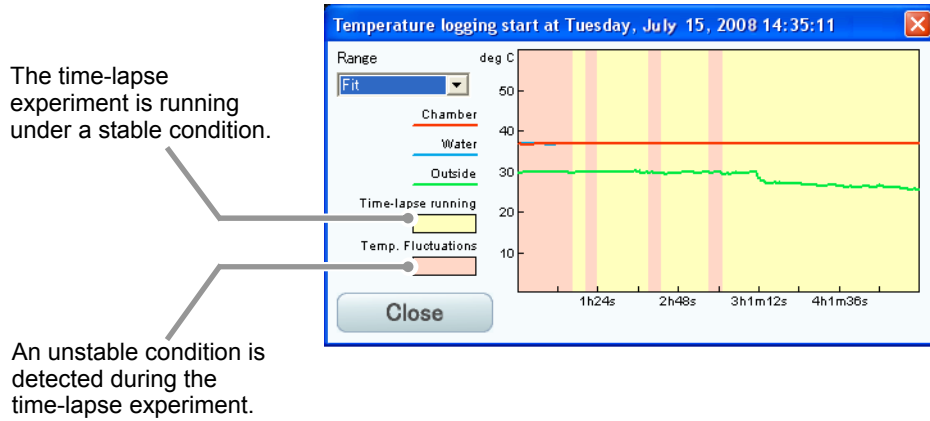 Temperature logging start at Tuesday, July 15, 2008 14:35:11
The time-lapse
experiment is running
under a stable condition.
Range
Fit
Chamber
Water
Outside
Time-lapse running
Temp. Fluctuations
Close
deg C
50
40
30
20
10
1h24s
2h48s
3h1m12s
4h1m36s
An unstable condition is
detected during the
time-lapse experiment.